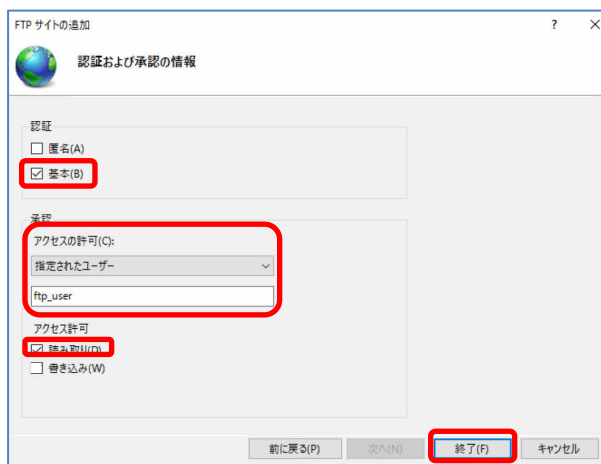 FTP サイトの追加
? ×
認証および承認の情報
認証
匿名(A)
基本(B)
承認
アクセスの許可(C):
指定されたユーザー
ftp_user
アクセス許可
読み取り(D)
書き込み(W)
前に戻る(P) 次へ(N) 終了(F) キャンセル